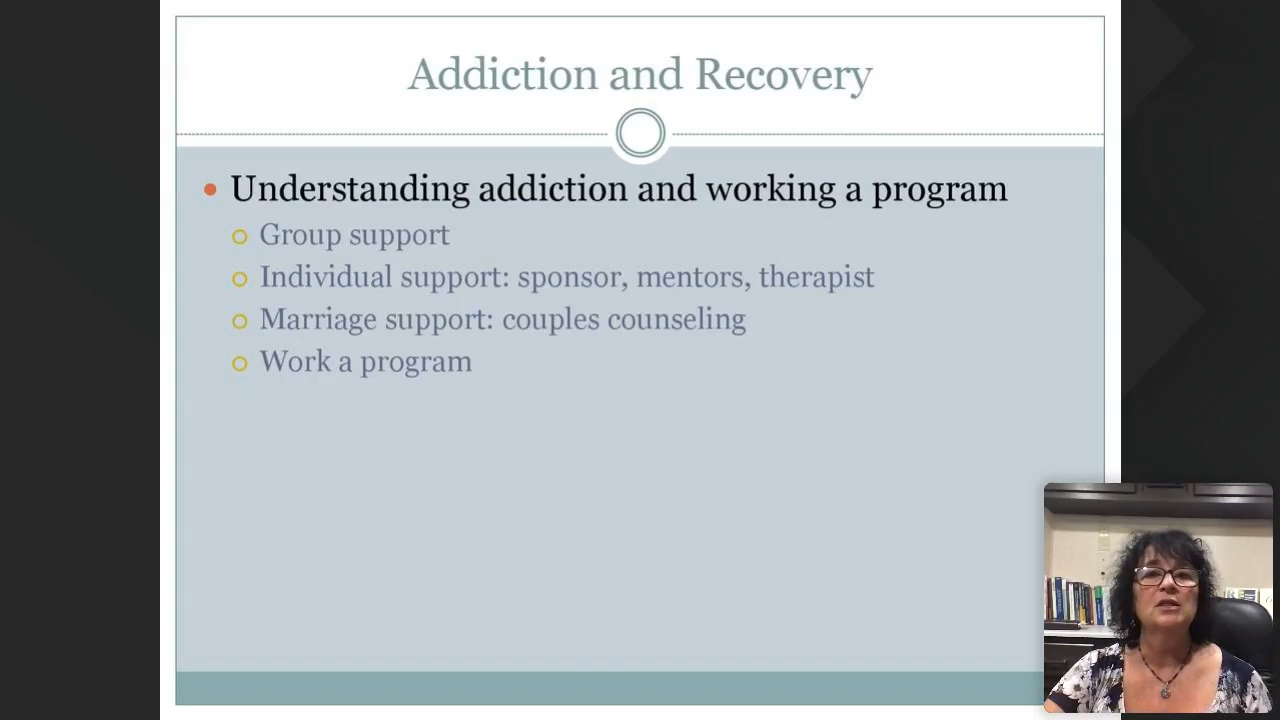 Addiction and Recovery
Understanding addiction and working a program
Group support
Individual support: sponsor, mentors, therapist
Marriage support: couples counseling
Work a program